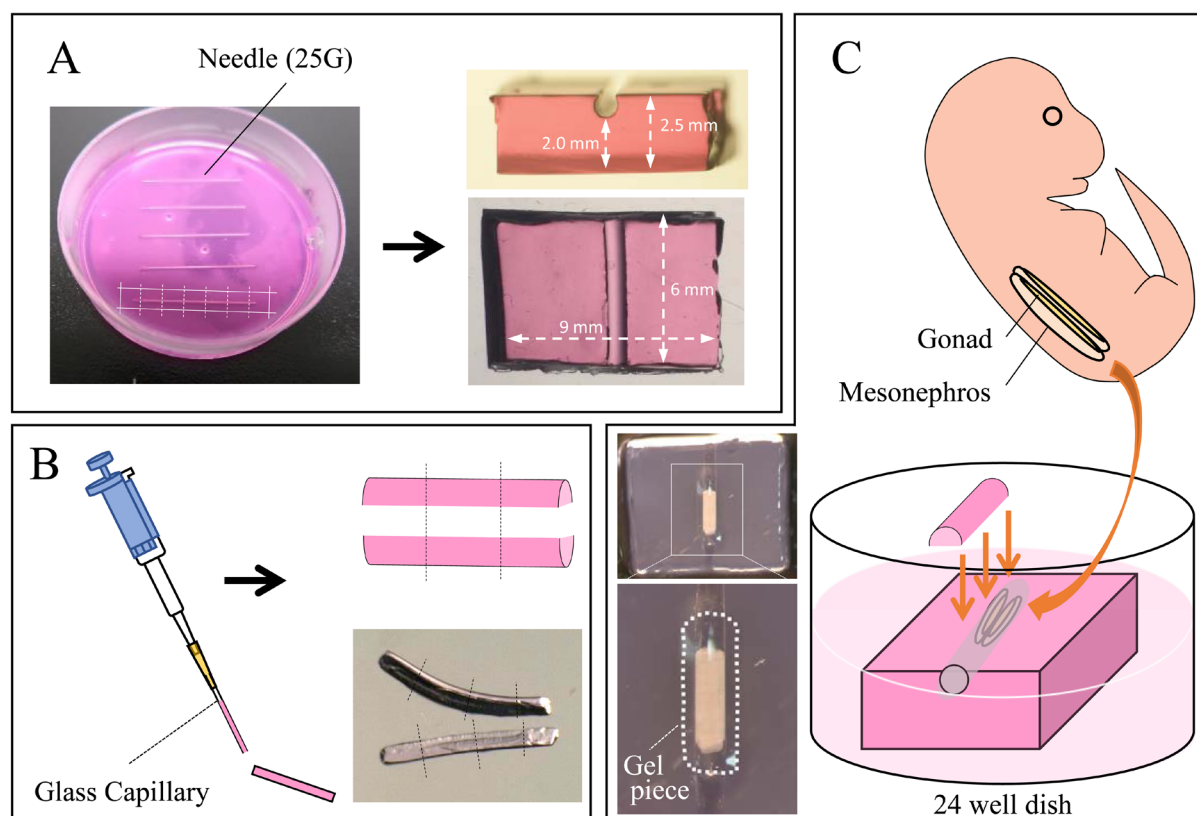 A
Needle (25G)
2.0 mm
2.5 mm
6 mm
9 mm
B
Glass Capillary
C
Gonad
Mesonephros
Gel
piece
24 well dish